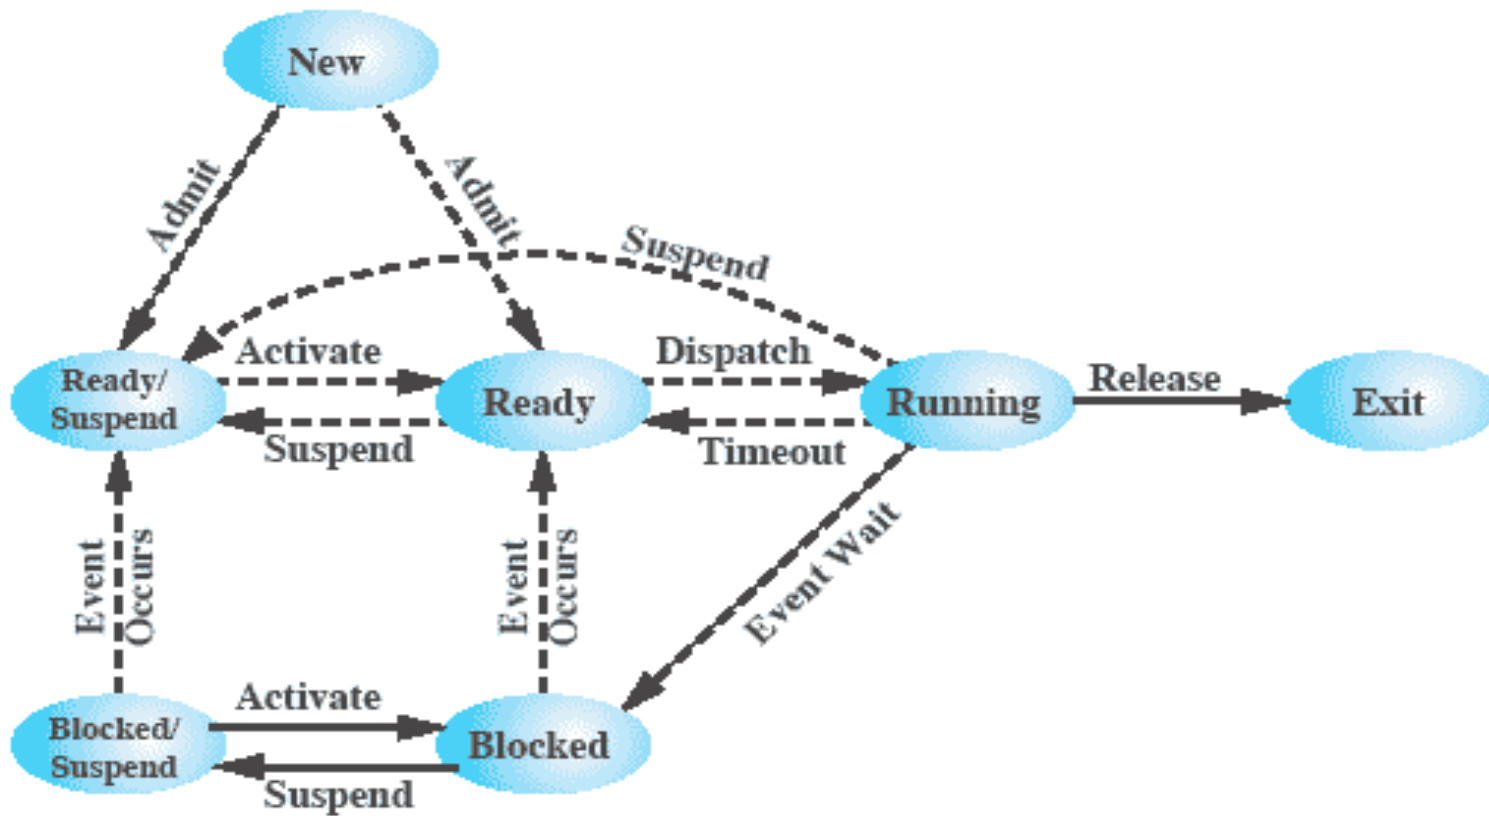 New
Admit
Admit
Suspend
Ready/
Suspend
Activate
Suspend
Ready
Dispatch
Timeout
Running
Release
Exit
Event
Occurs
Event
Occurs
Event Wait
Blocked/
Suspend
Activate
Suspend
Blocked